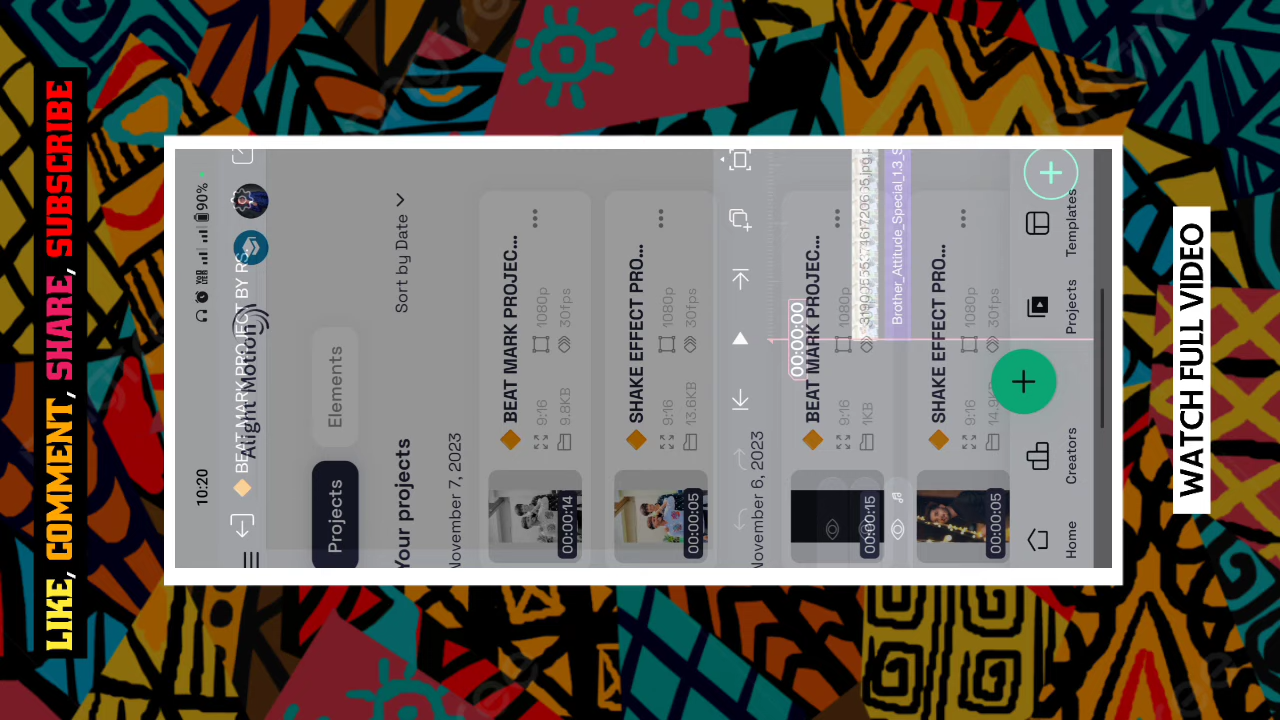 LIKE, COMMENT, SHARE, SUBSCRIBE
10:20
90%
BEAT MARK PROJECT BY RS
Alight Motion
Projects
Elements
Your projects
Sort by Date
November 7, 2023
BEAT MARK PROJEC...
9:16
1080p
9.8KB
30fps
00:00:14
SHAKE EFFECT PRO...
9:16
1080p
13.6KB
30fps
00:00:05
November 6, 2023
00:00:00
BEAT MARK PROJEC...
9:16
1080p
1KB
00:00:15
Brother_Attitude_Special_1.3_S
SHAKE EFFECT PRO...
9:16
1080p
30fps
00:00:05
Home
Creators
Projects
Templates
WATCH FULL VIDEO